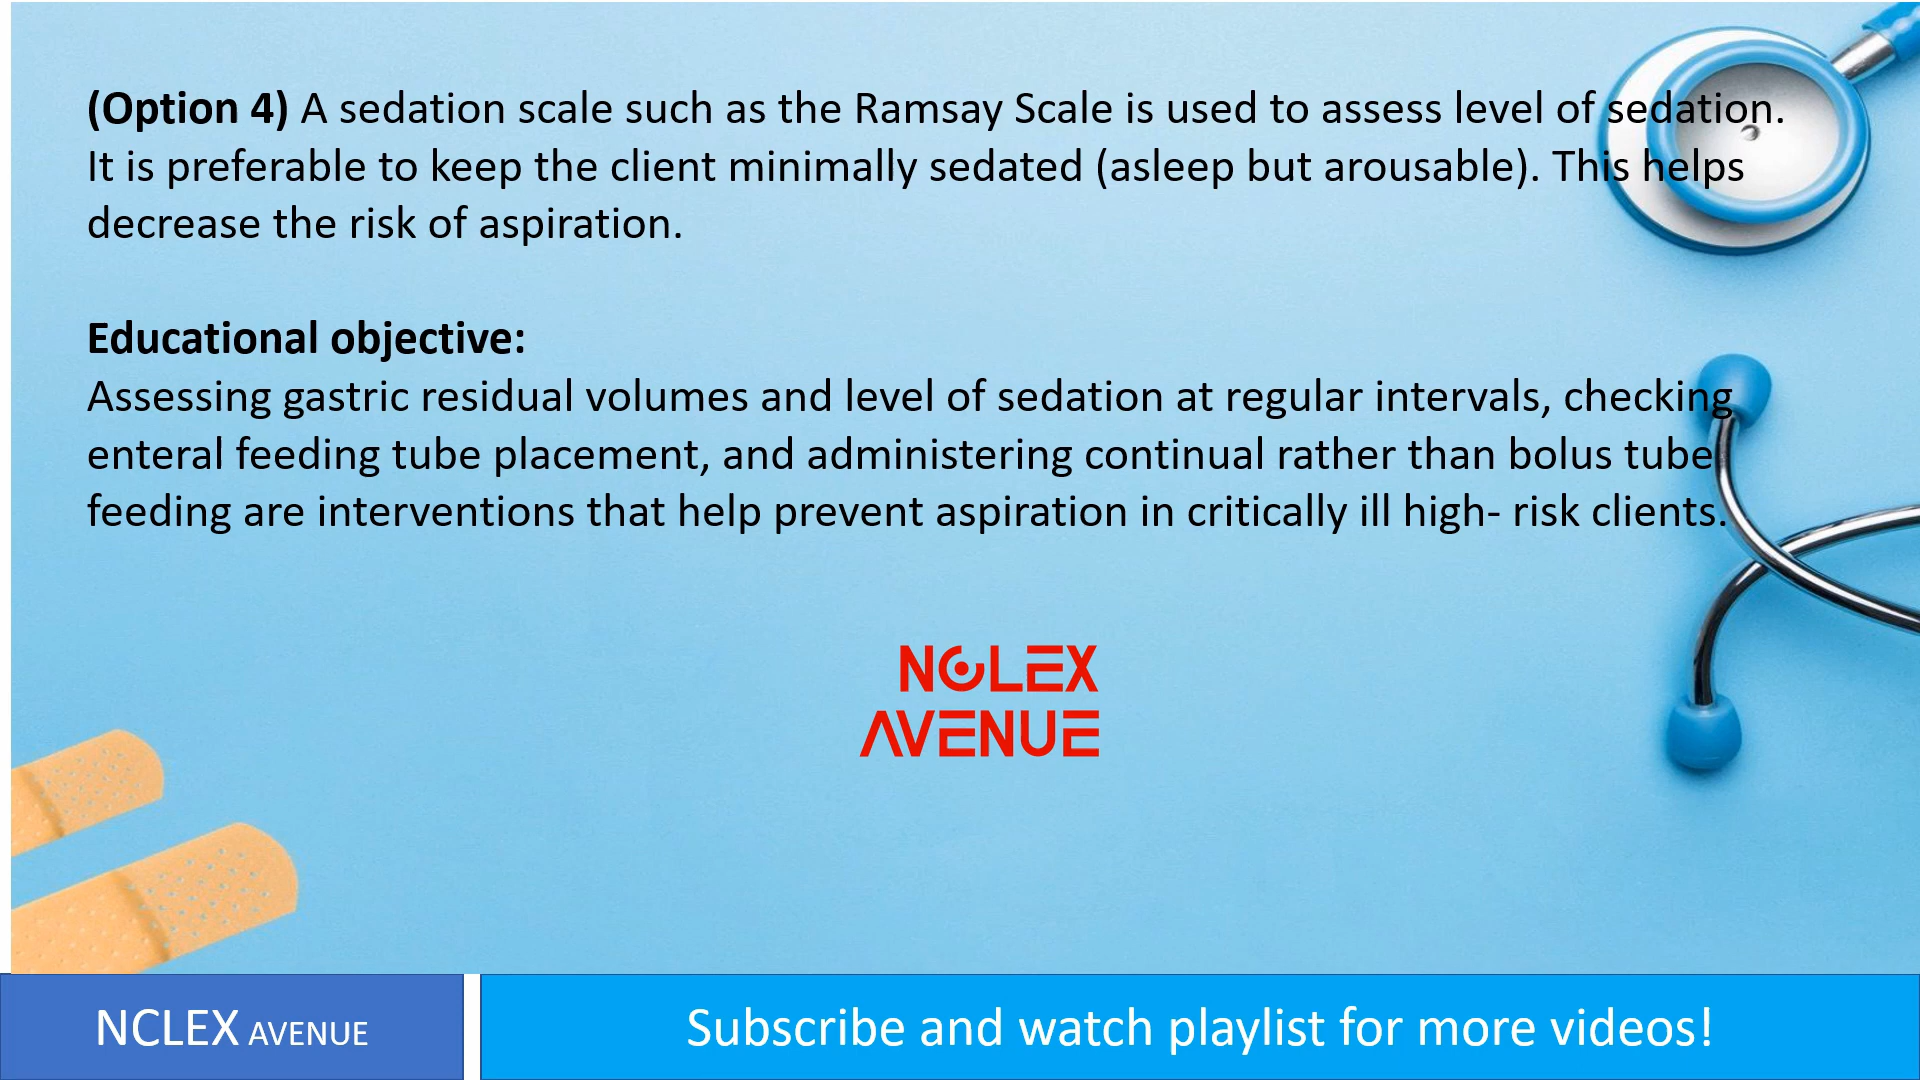 (Option 4) A sedation scale such as the Ramsay Scale is used to assess level of sedation.
It is preferable to keep the client minimally sedated (asleep but arousable). This helps
decrease the risk of aspiration.
Educational objective:
Assessing gastric residual volumes and level of sedation at regular intervals, checking
enteral feeding tube placement, and administering continual rather than bolus tube
feeding are interventions that help prevent aspiration in critically ill high- risk clients.
NCLEX
AVENUE
NCLEX AVENUE
Subscribe and watch playlist for more videos!